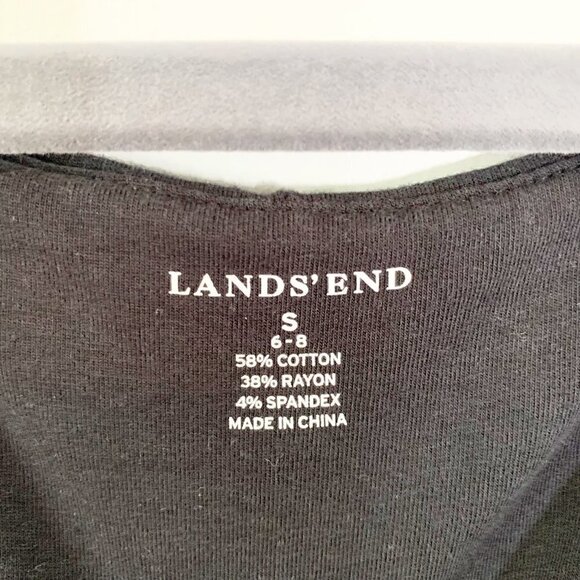 LANDS' END
S
6-8
58% COTTON
38% RAYON
4% SPANDEX
MADE IN CHINA